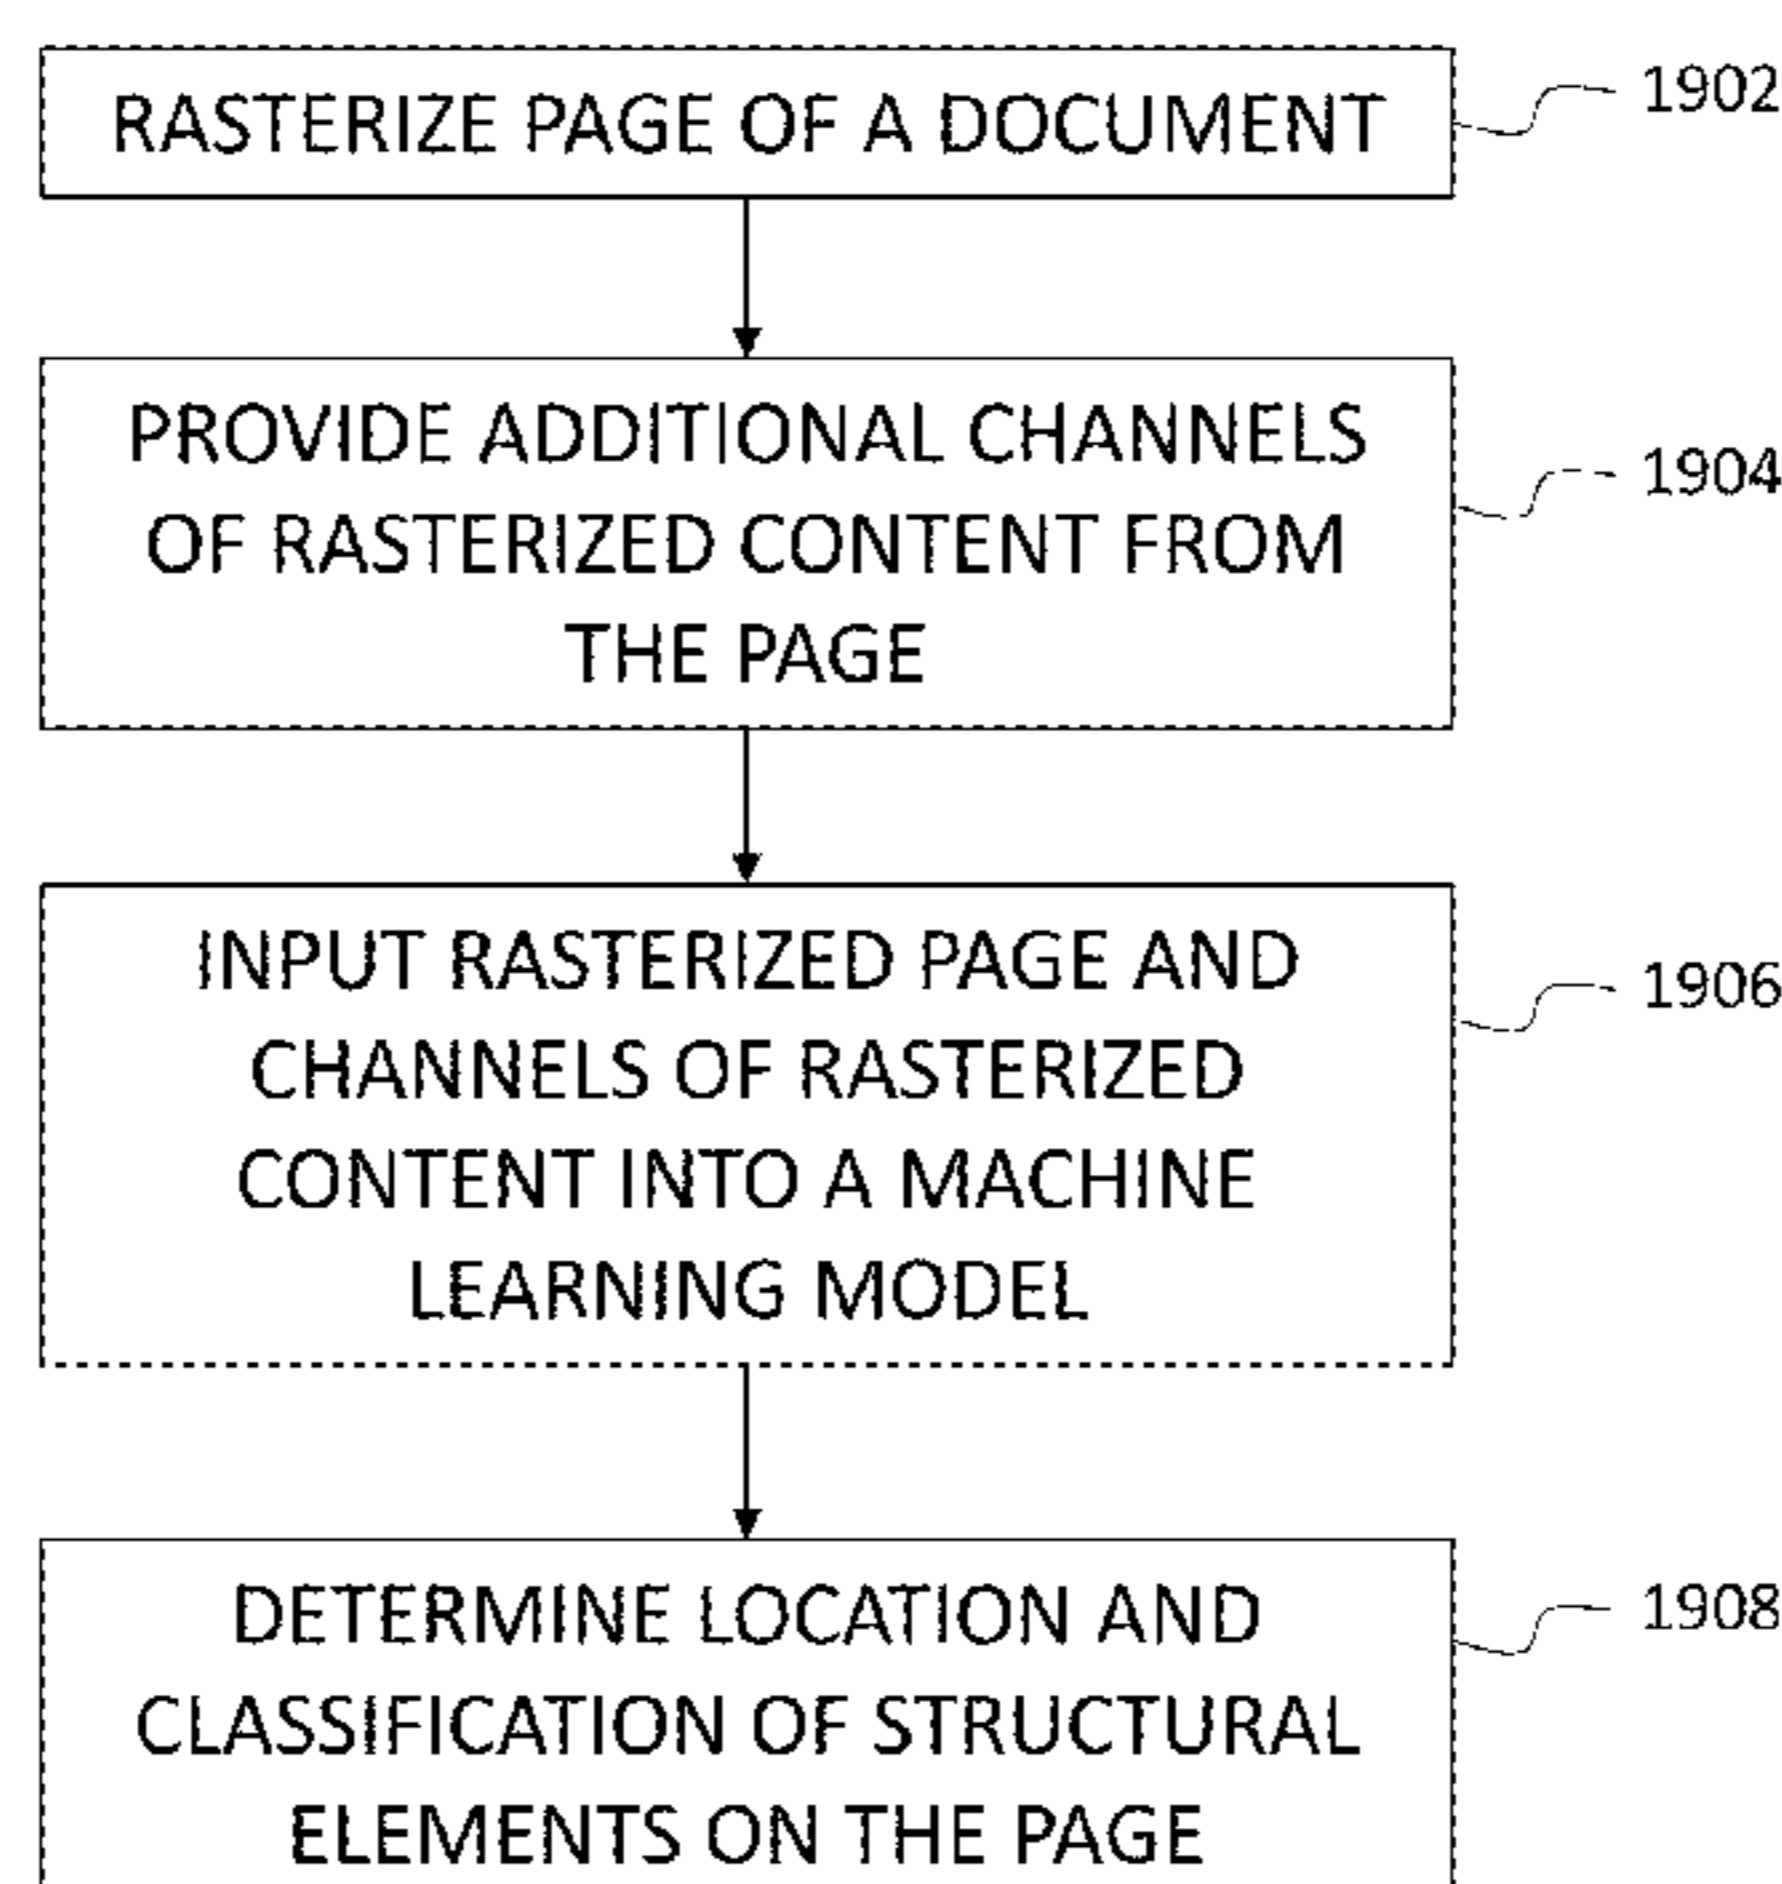 RASTERIZE PAGE OF A DOCUMENT
1902
PROVIDE ADDITIONAL CHANNELS
OF RASTERIZED CONTENT FROM
THE PAGE
1904
INPUT RASTERIZED PAGE AND
CHANNELS OF RASTERIZED
CONTENT INTO A MACHINE
LEARNING MODEL
1906
DETERMINE LOCATION AND
CLASSIFICATION OF STRUCTURAL
ELEMENTS ON THE PAGE
1908